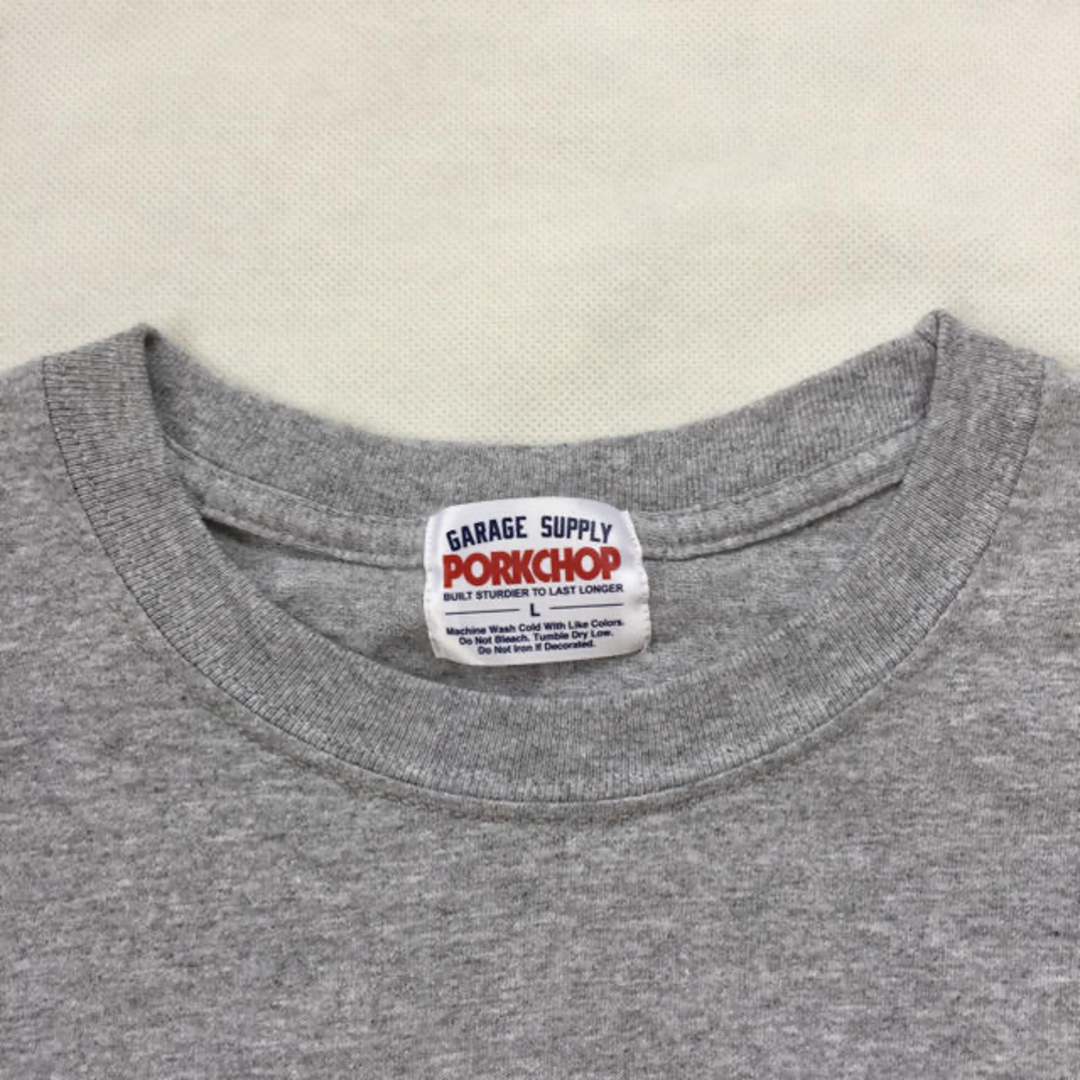 GARAGE SUPPLY
PORKCHOP
BUILT STURDIER TO LAST LONGER
L
Machine Wash Cold With Like Colors.
Do Not Bleach. Tumble Dry Low.
Do Not Iron If Decorated.